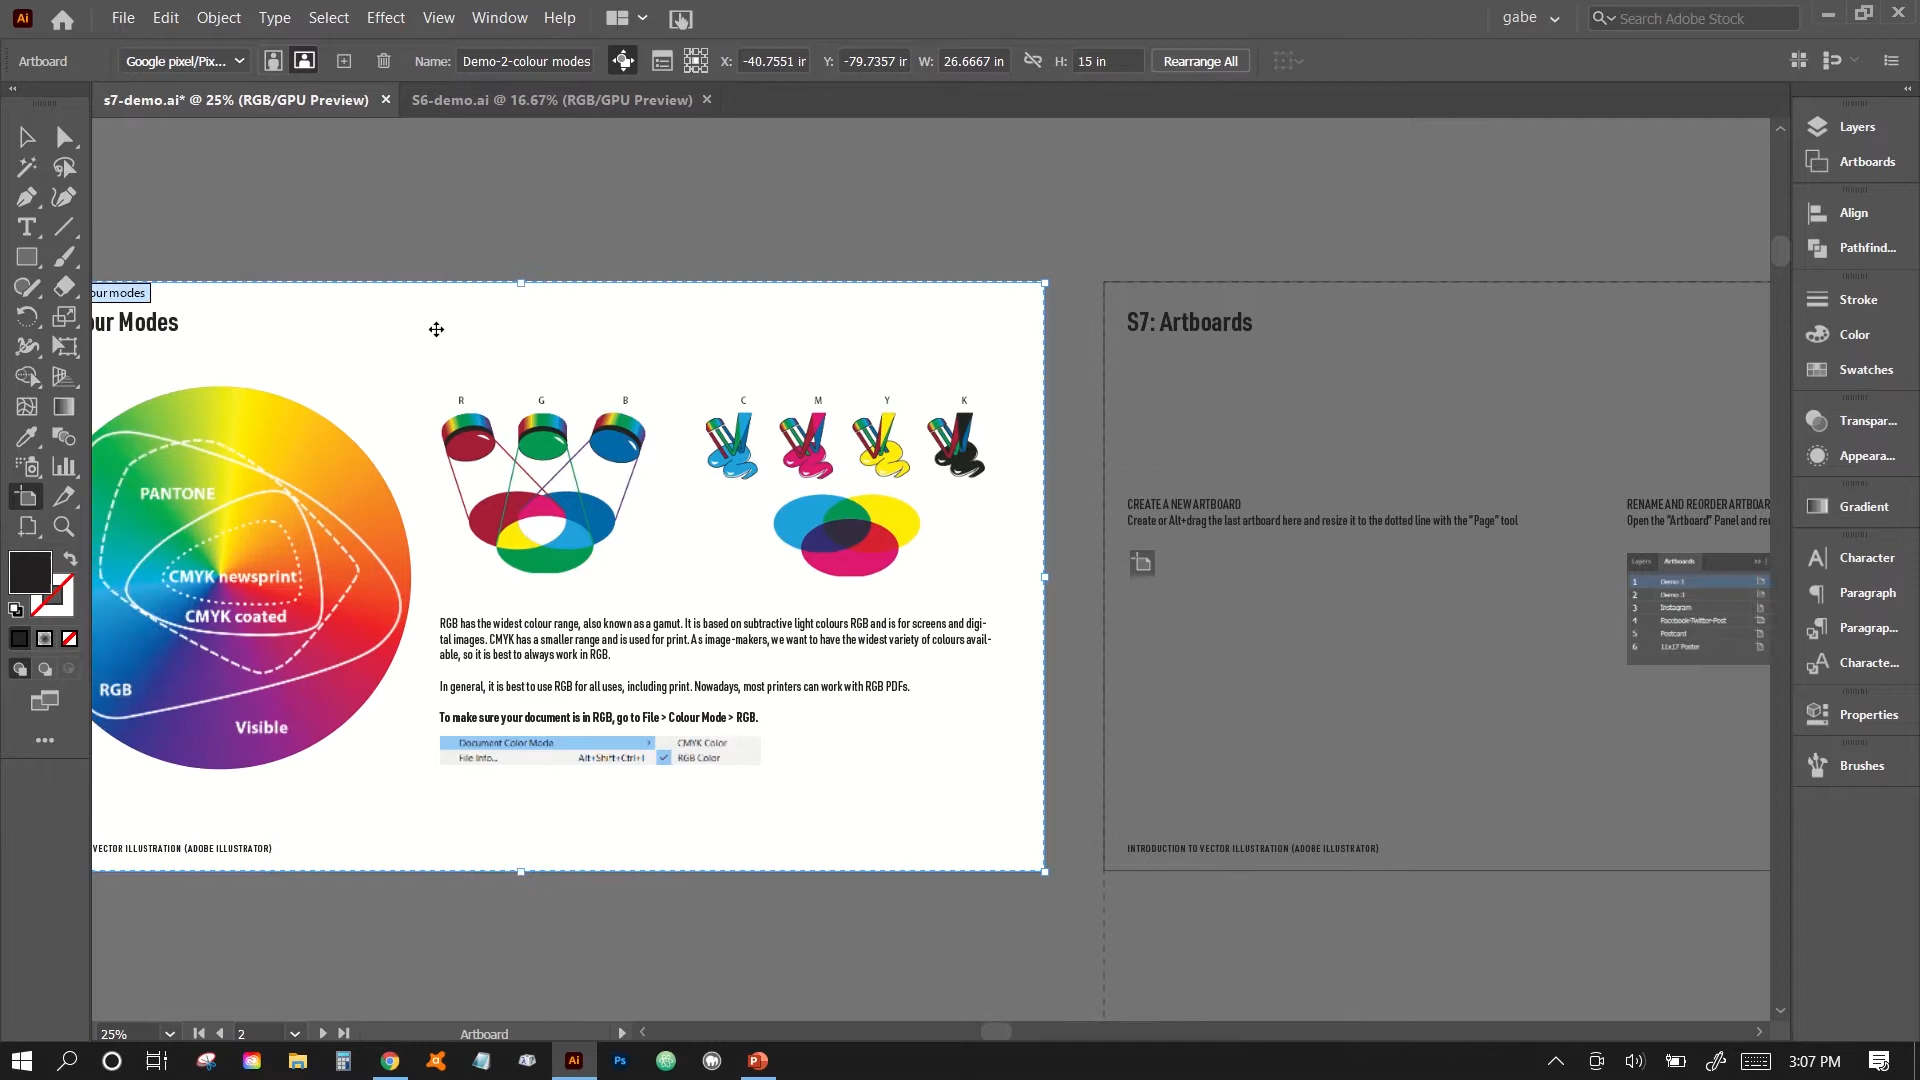 Ai
File Edit Object Type Select Effect View Window Help
gabe
Search Adobe Stock
Artboard
Google pixel/Pix...
Name:
Demo-2-colour modes
X: -40.7551 in
Y: -79.7357 in
W: 26.6667 in
H: 15 in
Rearrange All
s7-demo.ai* @ 25% (RGB/GPU Preview)
S6-demo.ai @ 16.67% (RGB/GPU Preview)
our modes
our Modes
PANTONE
CMYK newsprint
CMYK coated
RGB
Visible
R G B
C M Y K
RGB has the widest colour range, also known as a gamut. It is based on subtractive light colours RGB and is for screens and digi-
tal images. CMYK has a smaller range and is used for print. As image-makers, we want to have the widest variety of colours avail-
able, so it is best to always work in RGB.
In general, it is best to use RGB for all uses, including print. Nowadays, most printers can work with RGB PDFs.
To make sure your document is in RGB, go to File > Colour Mode > RGB.
Document Color Mode
CMYK Color
File Info...
Alt+Shift+Ctrl+I
RGB Color
VECTOR ILLUSTRATION (ADOBE ILLUSTRATOR)
S7: Artboards
CREATE A NEW ARTBOARD
Create or Alt+drag the last artboard here and resize it to the dotted line with the "Page" tool
RENAME AND REORDER ARTBOAR
Open the "Artboard" Panel and re
Layers Artboards
1 Demo 1
2 Demo 3
3 Instagram
4 Facebook-Twitter-Post
5 Postcard
6 11x17 Poster
INTRODUCTION TO VECTOR ILLUSTRATION (ADOBE ILLUSTRATOR)
Layers
Artboards
Align
Pathfind...
Stroke
Color
Swatches
Transpar...
Appeara...
Gradient
Character
Paragraph
Paragrap...
Characte...
Properties
Brushes
25%
2
Artboard
Ai
Ps
3:07 PM